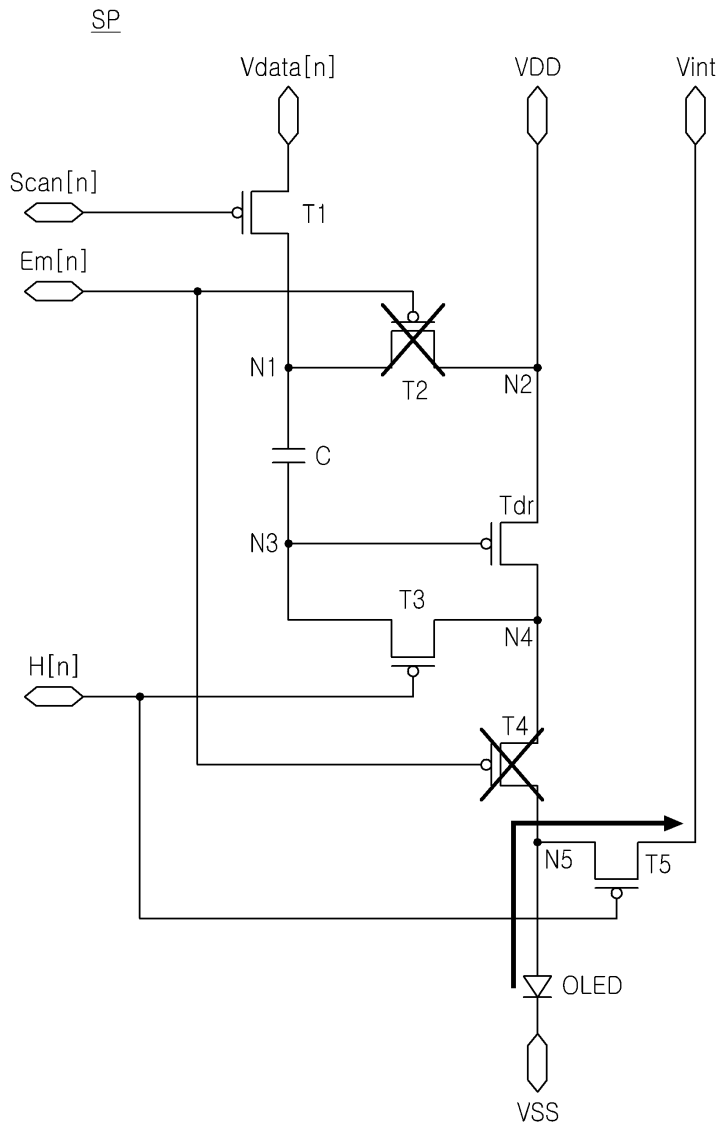 SP
Vdata[n]
VDD
Vint
Scan[n]
T1
Em[n]
N1
T2
N2
C
Tdr
N3
T3
N4
H[n]
T4
N5
T5
OLED
VSS